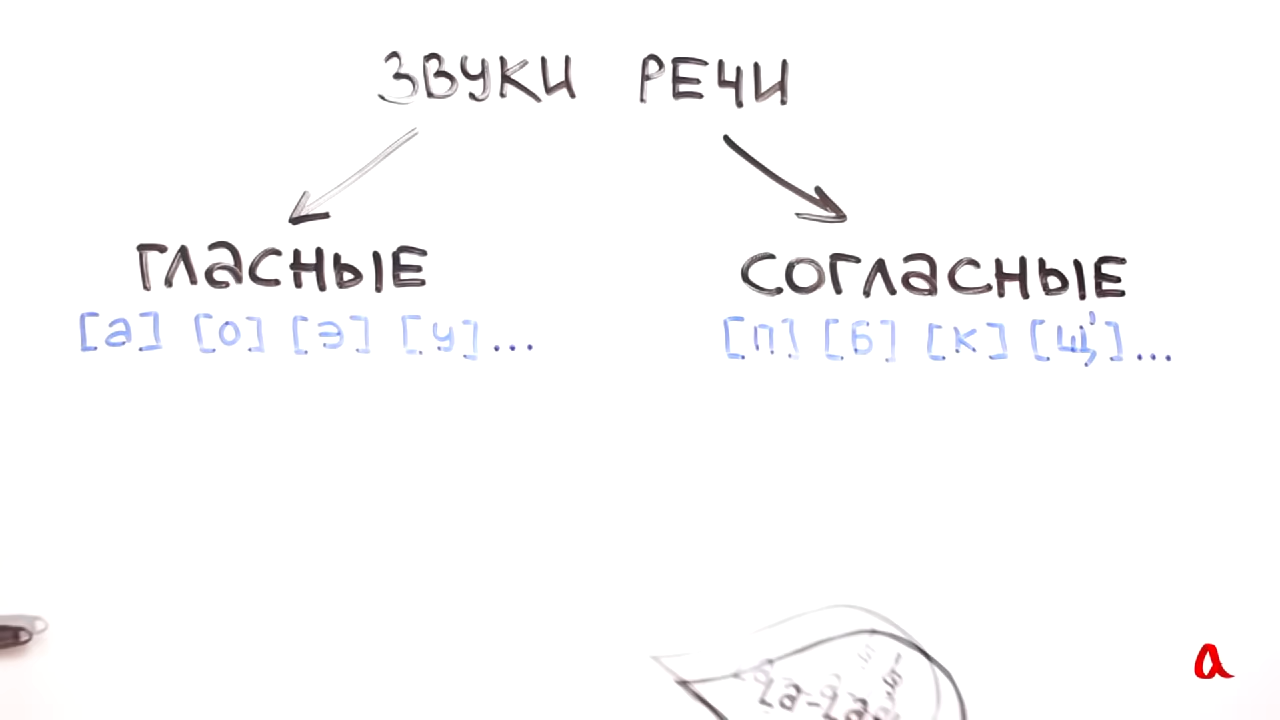 ЗВУКИ РЕЧИ
ГЛАСНЫЕ
СОГЛАСНЫЕ
[а] [о] [э] [у]...
[п] [б] [к] [щ']...
а